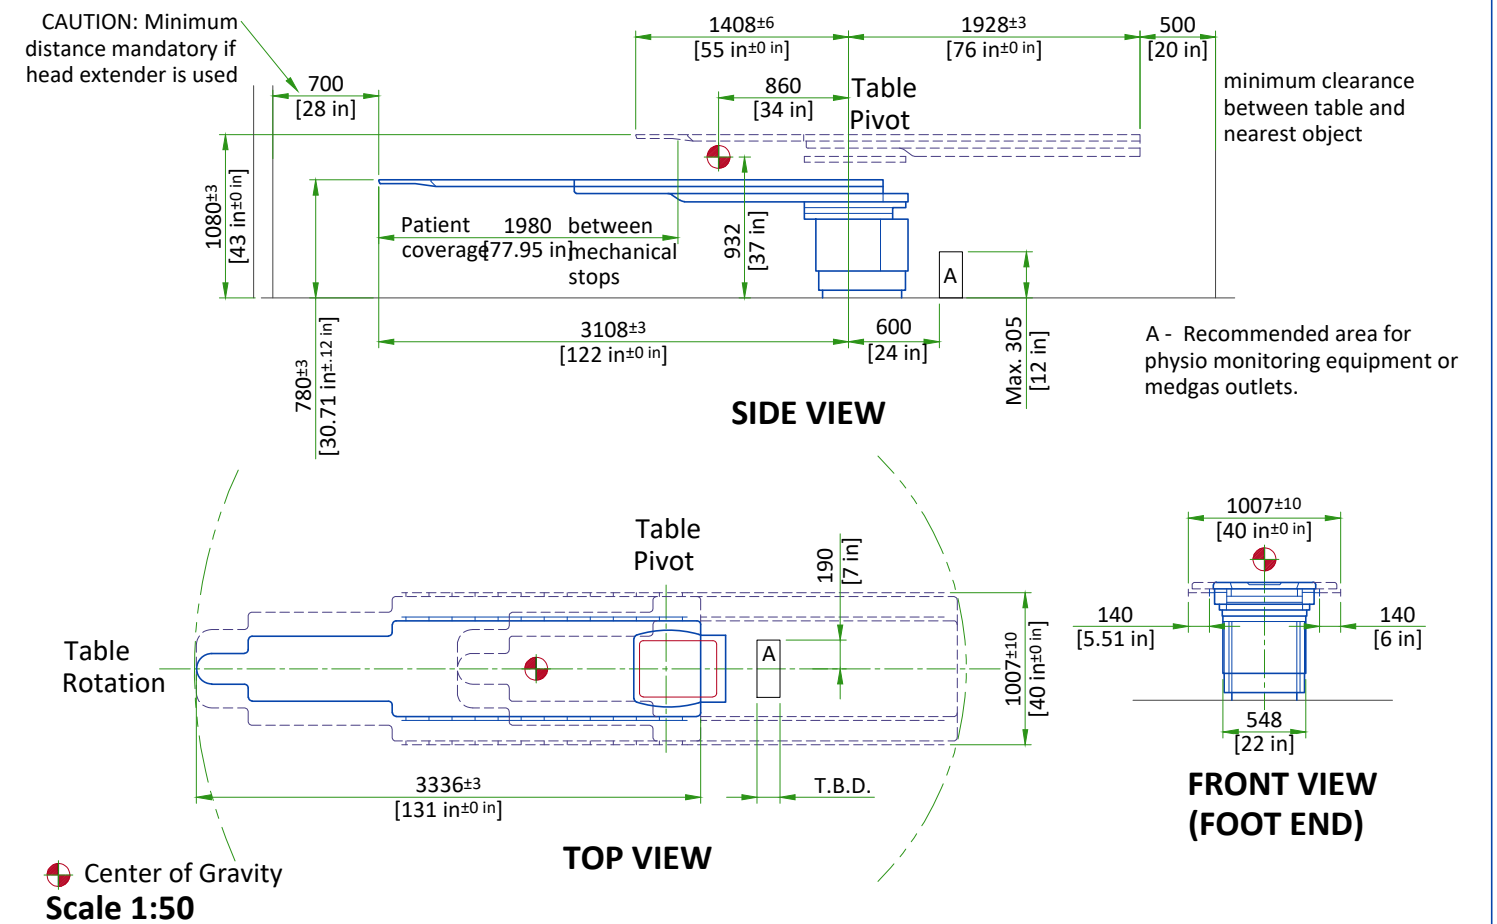 CAUTION: Minimum
distance mandatory if
head extender is used
700
[28 in]
1408±6
[55 in±0 in]
1928±3
[76 in±0 in]
500
[20 in]
860
[34 in]
Table
Pivot
minimum clearance
between table and
nearest object
1080±3
[43 in±0 in]
Patient 1980 between
coverage [77.95 in] mechanical
stops
932
[37 in]
A
780±3
[30.71 in±.12 in]
3108±3
[122 in±0 in]
600
[24 in]
Max. 305
[12 in]
A - Recommended area for
physio monitoring equipment or
medgas outlets.
SIDE VIEW
Table
Pivot
190
[7 in]
Table
Rotation
A
1007±10
[40 in±0 in]
3336±3
[131 in±0 in]
T.B.D.
TOP VIEW
1007±10
[40 in±0 in]
140
[5.51 in]
140
[6 in]
548
[22 in]
FRONT VIEW
(FOOT END)
Center of Gravity
Scale 1:50